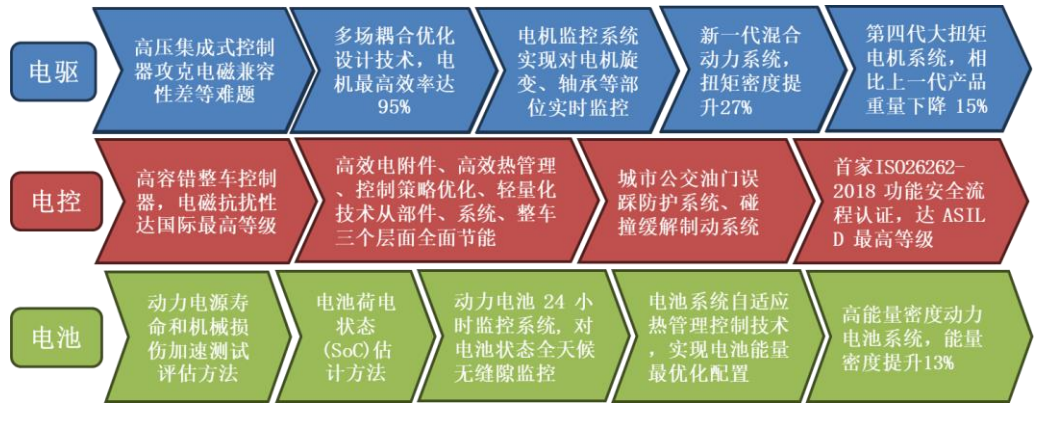 电驱
高压集成式控制
器攻克电磁兼容
性差等难题
多场耦合优化
设计技术，电
机最高效率达
95%
电机监控系统
实现对电机旋
变、轴承等部
位实时监控
新一代混合
动力系统，
扭矩密度提
升27%
第四代大扭矩
电机系统，相
比上一代产品
重量下降 15%
电控
高容错整车控制
器，电磁抗扰性
达国际最高等级
高效电附件、高效热管理
、控制策略优化、轻量化
技术从部件、系统、整车
三个层面全面节能
城市公交油门误
踩防护系统、碰
撞缓解制动系统
首家ISO26262-
2018 功能安全流
程认证，达 ASIL
D 最高等级
电池
动力电源寿
命和机械损
伤加速测试
评估方法
电池荷电
状态
(SoC)估
计方法
动力电池 24 小
时监控系统, 对
电池状态全天候
无缝隙监控
电池系统自适应
热管理控制技术
，实现电池能量
最优化配置
高能量密度动力
电池系统，能量
密度提升13%